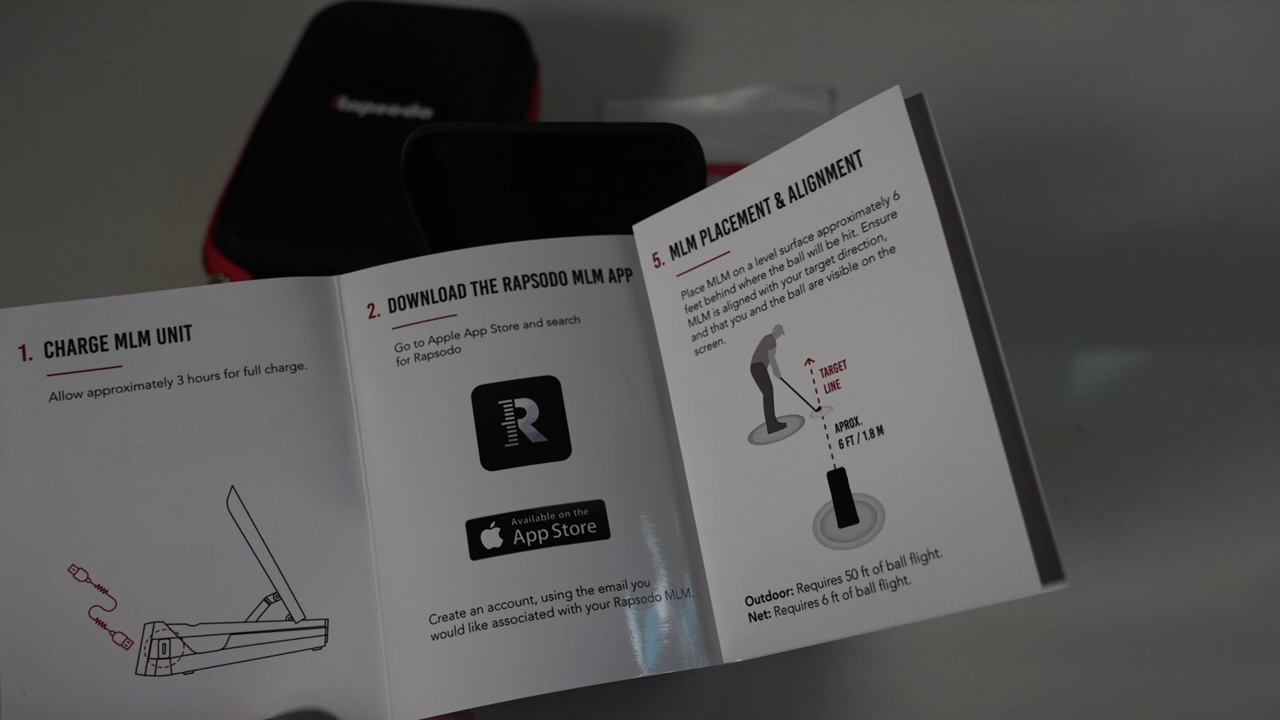 Rapsodo
1. CHARGE MLM UNIT
Allow approximately 3 hours for full charge.
2. DOWNLOAD THE RAPSODO MLM APP
Go to Apple App Store and search
for Rapsodo
R
Available on the
App Store
Create an account, using the email you
would like associated with your Rapsodo MLM.
5. MLM PLACEMENT & ALIGNMENT
Place MLM on a level surface approximately 6
feet behind where the ball will be hit. Ensure
MLM is aligned with your target direction,
and that you and the ball are visible on the
screen.
TARGET
LINE
APROX.
6 FT / 1.8 M
Outdoor: Requires 50 ft of ball flight.
Net: Requires 6 ft of ball flight.